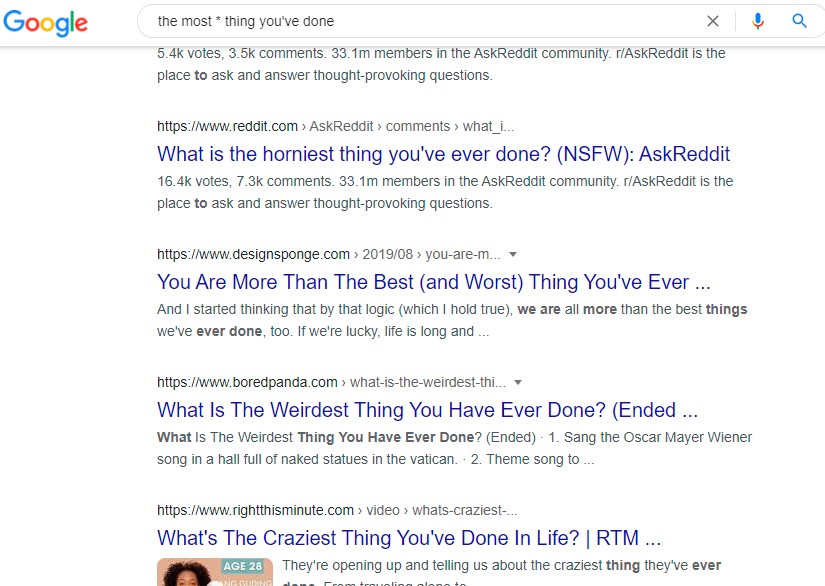 Google
the most * thing you've done
5.4k votes, 3.5k comments. 33.1m members in the AskReddit community. r/AskReddit is the
place to ask and answer thought-provoking questions.
https://www.reddit.com › AskReddit › comments › what_i...
What is the horniest thing you've ever done? (NSFW): AskReddit
16.4k votes, 7.3k comments. 33.1m members in the AskReddit community. r/AskReddit is the
place to ask and answer thought-provoking questions.
https://www.designsponge.com › 2019/08 › you-are-m...
You Are More Than The Best (and Worst) Thing You've Ever ...
And I started thinking that by that logic (which I hold true), we are all more than the best things
we've ever done, too. If we're lucky, life is long and ...
https://www.boredpanda.com › what-is-the-weirdest-thi...
What Is The Weirdest Thing You Have Ever Done? (Ended ...
What Is The Weirdest Thing You Have Ever Done? (Ended) · 1. Sang the Oscar Mayer Wiener
song in a hall full of naked statues in the vatican. · 2. Theme song to ...
https://www.rightthisminute.com › video › whats-craziest-...
What's The Craziest Thing You've Done In Life? | RTM ...
AGE 28
They're opening up and telling us about the craziest thing they've ever
done. From traveling alone to